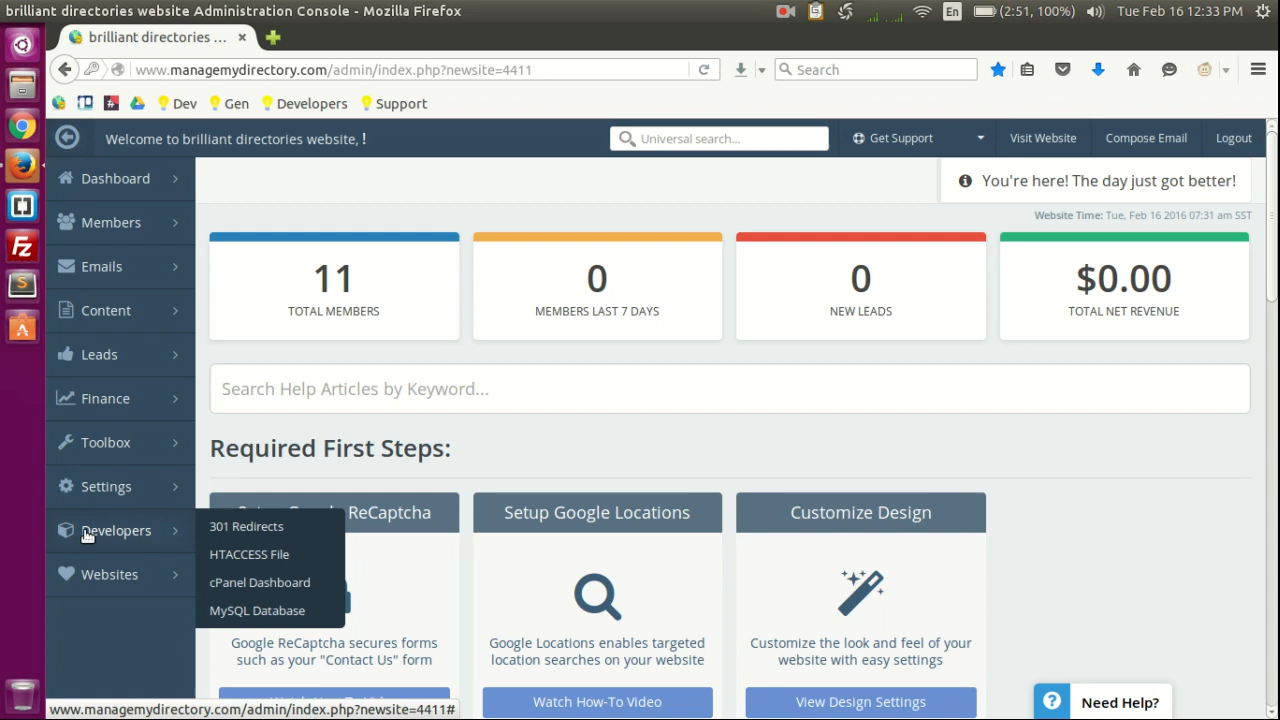 brilliant directories website Administration Console - Mozilla Firefox
En (2:51, 100%) Tue Feb 16 12:33 PM
brilliant directories ...
www.managemydirectory.com/admin/index.php?newsite=4411
Search
Dev Gen Developers Support
Welcome to brilliant directories website, !
Universal search...
Get Support
Visit Website
Compose Email
Logout
Dashboard
Members
Emails
Content
Leads
Finance
Toolbox
Settings
Developers
Websites
301 Redirects
HTACCESS File
cPanel Dashboard
MySQL Database
You're here! The day just got better!
Website Time: Tue, Feb 16 2016 07:31 am SST
11
TOTAL MEMBERS
0
MEMBERS LAST 7 DAYS
0
NEW LEADS
$0.00
TOTAL NET REVENUE
Search Help Articles by Keyword...
Required First Steps:
ReCaptcha
Google ReCaptcha secures forms
such as your "Contact Us" form
Watch How-To Video
Setup Google Locations
Google Locations enables targeted
location searches on your website
Watch How-To Video
Customize Design
Customize the look and feel of your
website with easy settings
View Design Settings
Need Help?
www.managemydirectory.com/admin/index.php?newsite=4411#